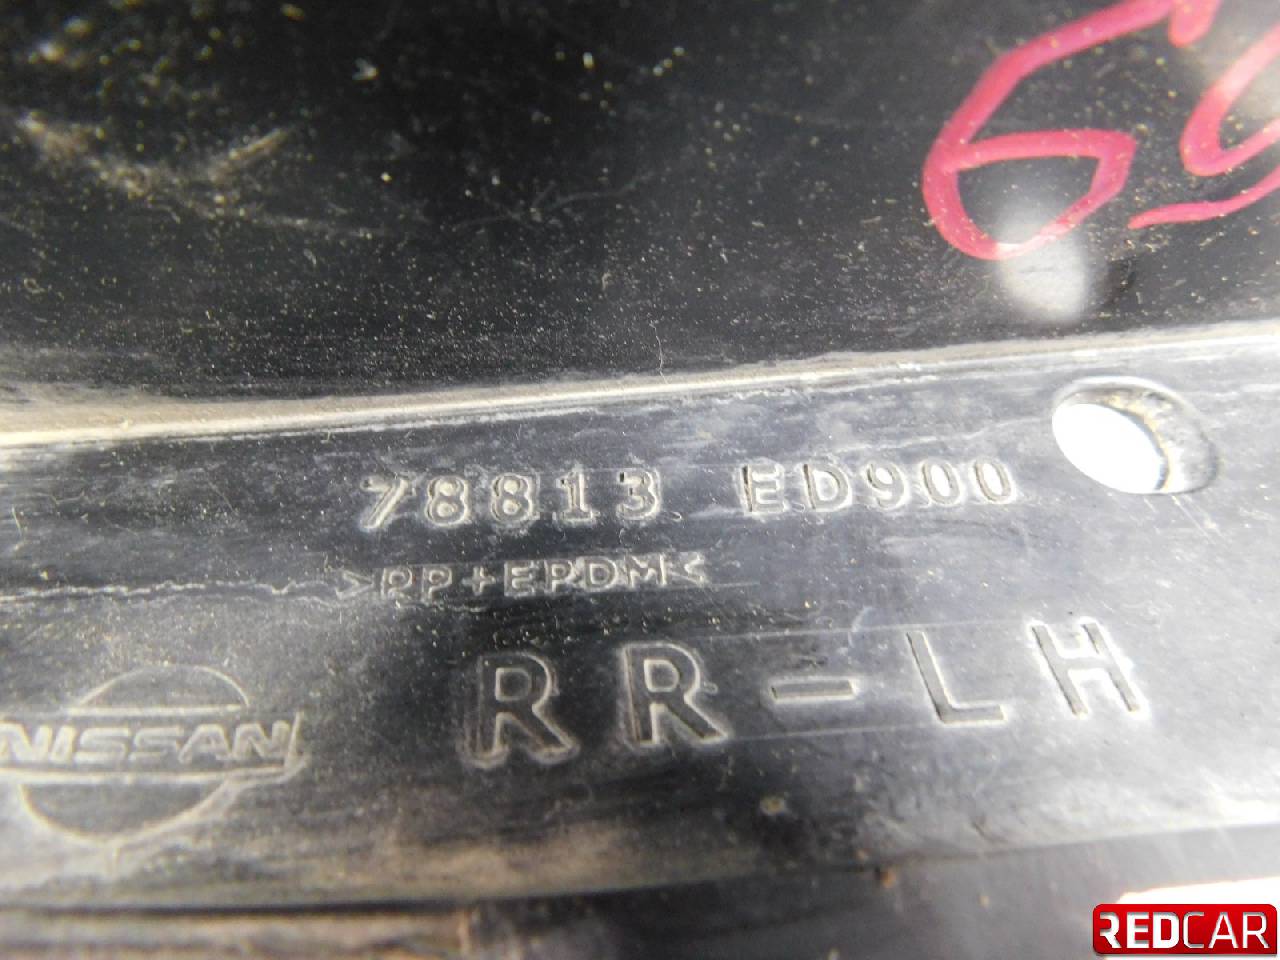 78813 ED900
>PP+EPDM<
RR-LH
NISSAN
REDCAR